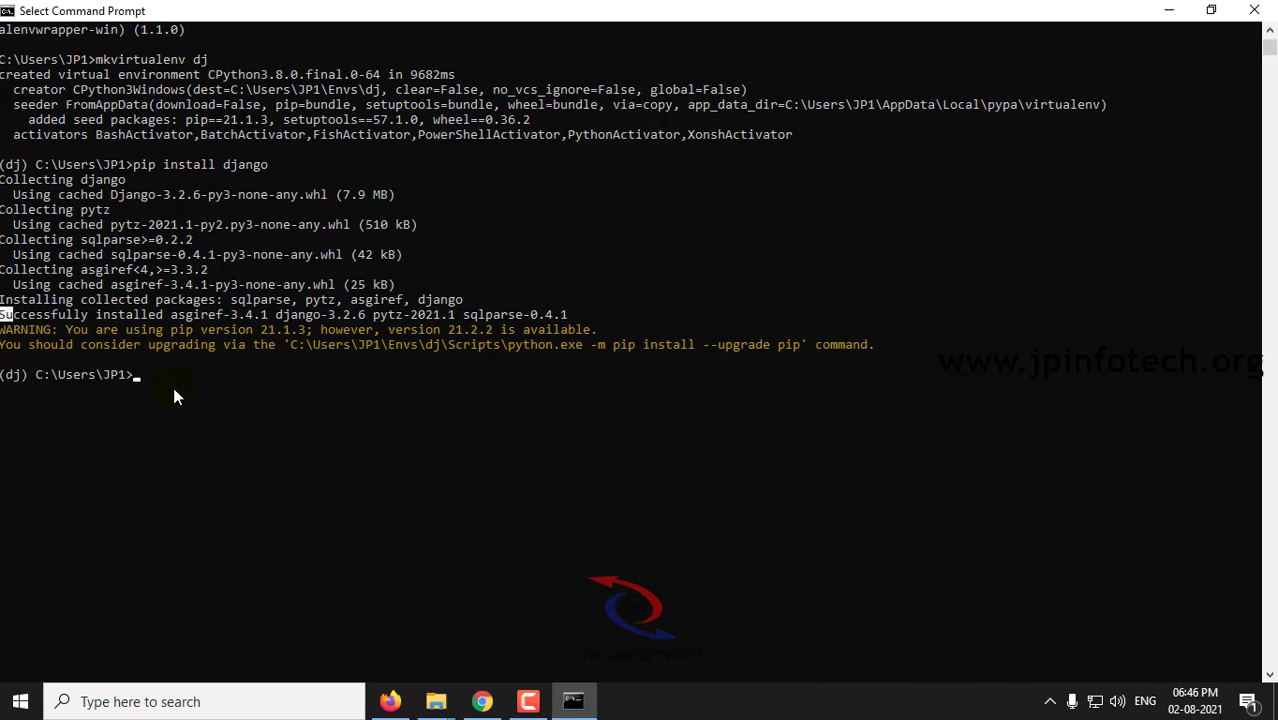 Select Command Prompt
alenvwrapper-win) (1.1.0)
C:\Users\JP1>mkvirtualenv dj
created virtual environment CPython3.8.0.final.0-64 in 9682ms
creator CPython3Windows(dest=C:\Users\JP1\Envs\dj, clear=False, no_vcs_ignore=False, global=False)
seeder FromAppData(download=False, pip=bundle, setuptools=bundle, wheel=bundle, via=copy, app_data_dir=C:\Users\JP1\AppData\Local\pypa\virtualenv)
added seed packages: pip==21.1.3, setuptools==57.1.0, wheel==0.36.2
activators BashActivator,BatchActivator,FishActivator,PowerShellActivator,PythonActivator,XonshActivator
(dj) C:\Users\JP1>pip install django
Collecting django
Using cached Django-3.2.6-py3-none-any.whl (7.9 MB)
Collecting pytz
Using cached pytz-2021.1-py2.py3-none-any.whl (510 kB)
Collecting sqlparse>=0.2.2
Using cached sqlparse-0.4.1-py3-none-any.whl (42 kB)
Collecting asgiref<4,>=3.3.2
Using cached asgiref-3.4.1-py3-none-any.whl (25 kB)
Installing collected packages: sqlparse, pytz, asgiref, django
Successfully installed asgiref-3.4.1 django-3.2.6 pytz-2021.1 sqlparse-0.4.1
WARNING: You are using pip version 21.1.3; however, version 21.2.2 is available.
You should consider upgrading via the 'C:\Users\JP1\Envs\dj\Scripts\python.exe -m pip install --upgrade pip' command.
www.jpinfotech.org
(dj) C:\Users\JP1>
JP INFOTECH
Type here to search
ENG
06:46 PM
02-08-2021
1